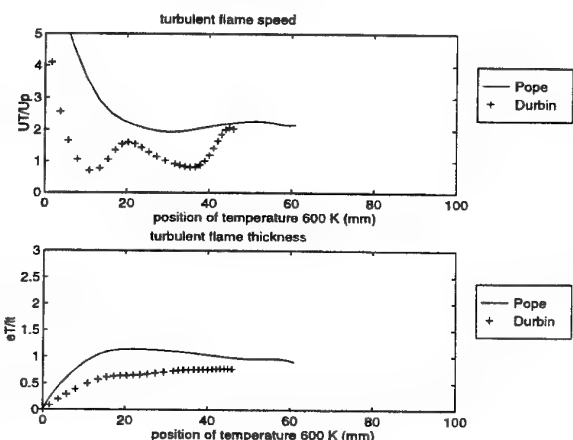 turbulent flame speed
5
4
3
2
1
0
UT/Up
0 20 40 60 80 100
position of temperature 600 K (mm)
Pope
Durbin
turbulent flame thickness
3
2.5
2
1.5
1
0.5
0
eT/lt
0 20 40 60 80 100
position of temperature 600 K (mm)
Pope
Durbin